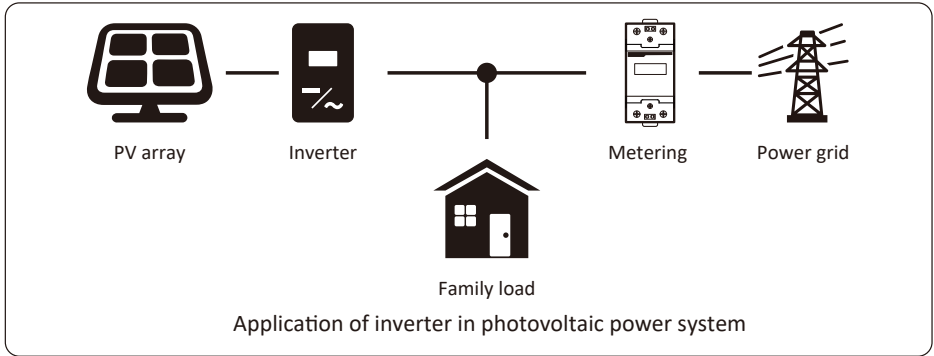 PV array
Inverter
Metering
Power grid
Family load
Application of inverter in photovoltaic power system